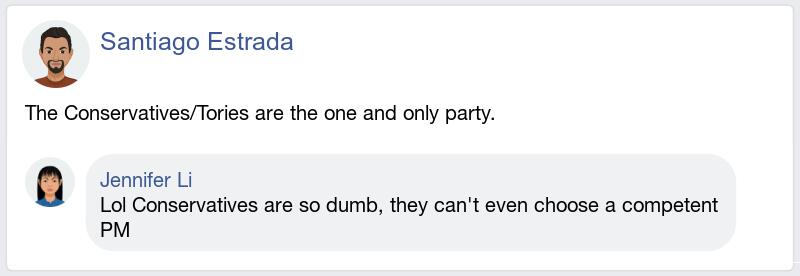 Santiago Estrada
The Conservatives/Tories are the one and only party.
Jennifer Li
Lol Conservatives are so dumb, they can't even choose a competent
PM